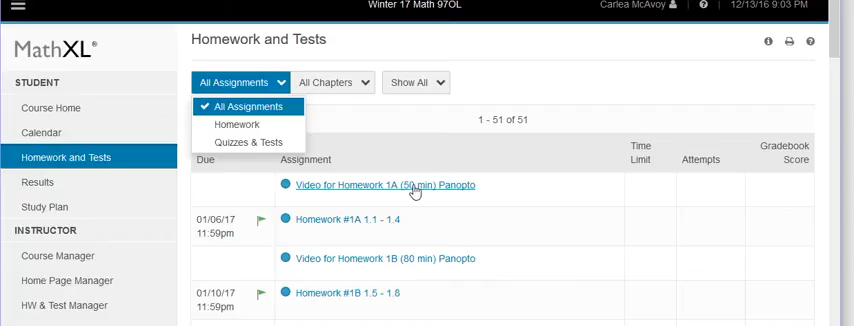 Winter 17 Math 97OL
Carlea McAvoy
12/13/16 9:03 PM
MathXL®
STUDENT
Course Home
Calendar
Homework and Tests
Results
Study Plan
INSTRUCTOR
Course Manager
Home Page Manager
HW & Test Manager
Homework and Tests
All Assignments
All Chapters
Show All
All Assignments
Homework
Quizzes & Tests
1 - 51 of 51
Due
Assignment
Time
Limit
Attempts
Gradebook
Score
Video for Homework 1A (50 min) Panopto
01/06/17
11:59pm
Homework #1A 1.1 - 1.4
Video for Homework 1B (80 min) Panopto
01/10/17
11:59pm
Homework #1B 1.5 - 1.8